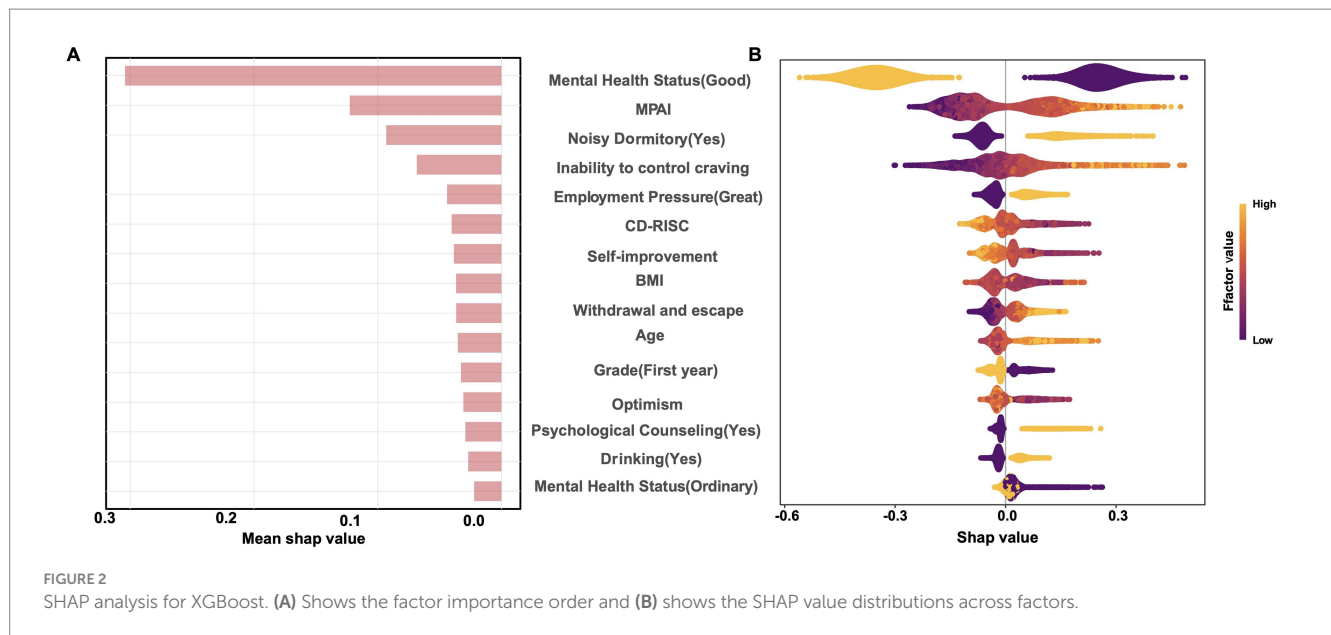 A
B
Mental Health Status(Good)
MPAI
Noisy Dormitory(Yes)
Inability to control craving
Employment Pressure(Great)
CD-RISC
Self-improvement
BMI
Withdrawal and escape
Age
Grade(First year)
Optimism
Psychological Counseling(Yes)
Drinking(Yes)
Mental Health Status(Ordinary)
0.3 0.2 0.1 0.0
Mean shap value
-0.6 -0.3 0.0 0.3
Shap value
High
Ffactor value
Low
FIGURE 2
SHAP analysis for XGBoost. (A) Shows the factor importance order and (B) shows the SHAP value distributions across factors.